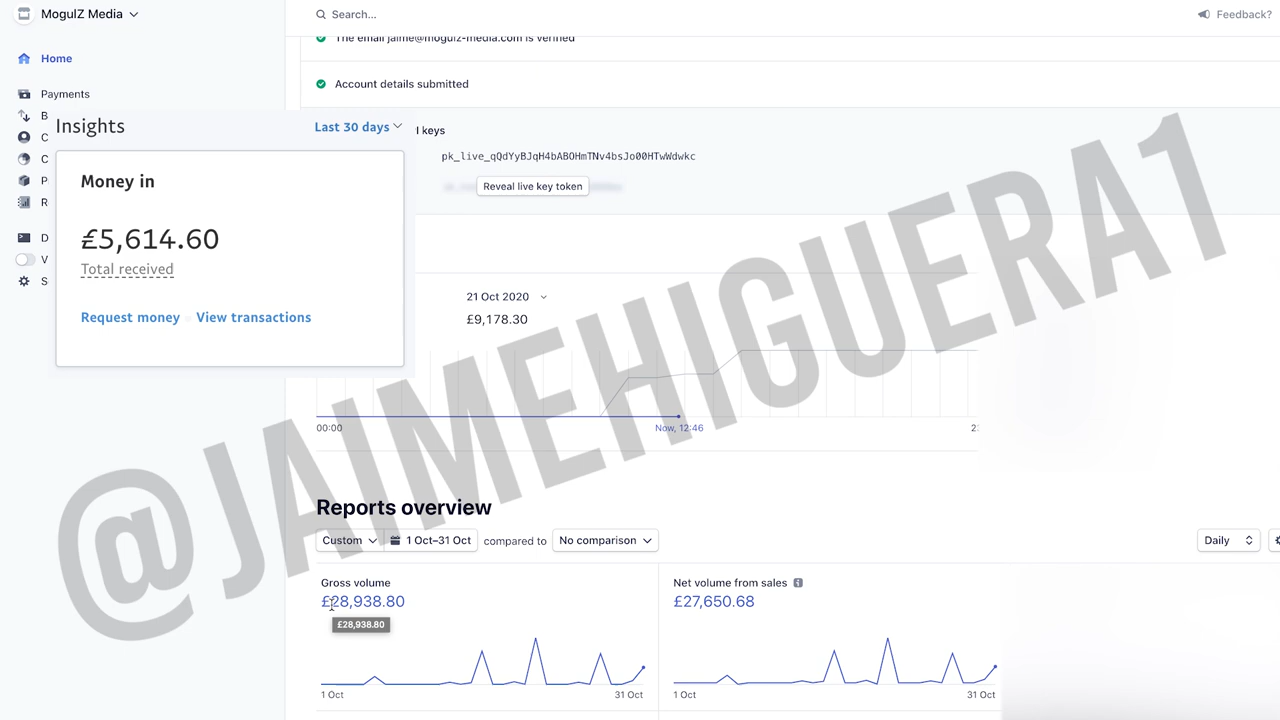 MogulZ Media
Search...
Feedback?
The email jaime@mogulz-media.com is verified
Home
Account details submitted
Payments
B
Insights
Last 30 days
l keys
C
C
pk_live_qQdYyBJqH4bABOHmTNv4bsJo00HTwWdwkc
P
Money in
Reveal live key token
R
£5,614.60
D
V
Total received
S
21 Oct 2020
£9,178.30
Request money
View transactions
00:00
Now, 12:46
2:
@JAIMEHIGUERA1
Reports overview
Custom
1 Oct–31 Oct
compared to
No comparison
Daily
Gross volume
Net volume from sales
£28,938.80
£27,650.68
£28,938.80
1 Oct
31 Oct
1 Oct
31 Oct